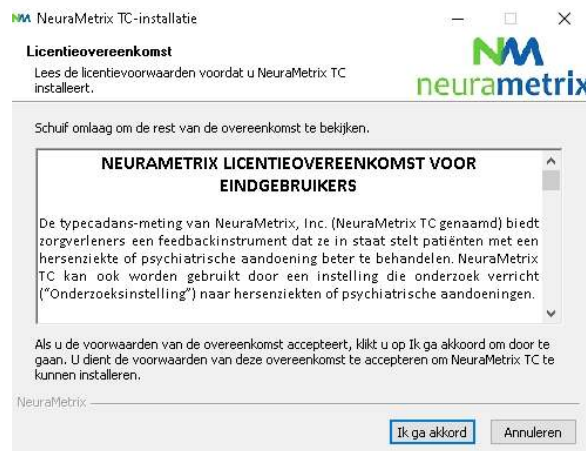 NM NeuraMetrix TC-installatie
Licentieovereenkomst
Lees de licentievoorwaarden voordat u NeuraMetrix TC
installeert.
NM
neurametrix
Schuif omlaag om de rest van de overeenkomst te bekijken.
NEURAMETRIX LICENTIEOVEREENKOMST VOOR
EINDGEBRUIKERS
De typecadans-meting van NeuraMetrix, Inc. (NeuraMetrix TC genaamd) biedt
zorgverleners een feedbackinstrument dat ze in staat stelt patiënten met een
hersenziekte of psychiatrische aandoening beter te behandelen. NeuraMetrix
TC kan ook worden gebruikt door een instelling die onderzoek verricht
(“Onderzoeksinstelling”) naar hersenziekten of psychiatrische aandoeningen.
Als u de voorwaarden van de overeenkomst accepteert, klikt u op Ik ga akkoord om door te
gaan. U dient de voorwaarden van deze overeenkomst te accepteren om NeuraMetrix TC te
kunnen installeren.
NeuraMetrix
Ik ga akkord
Annuleren